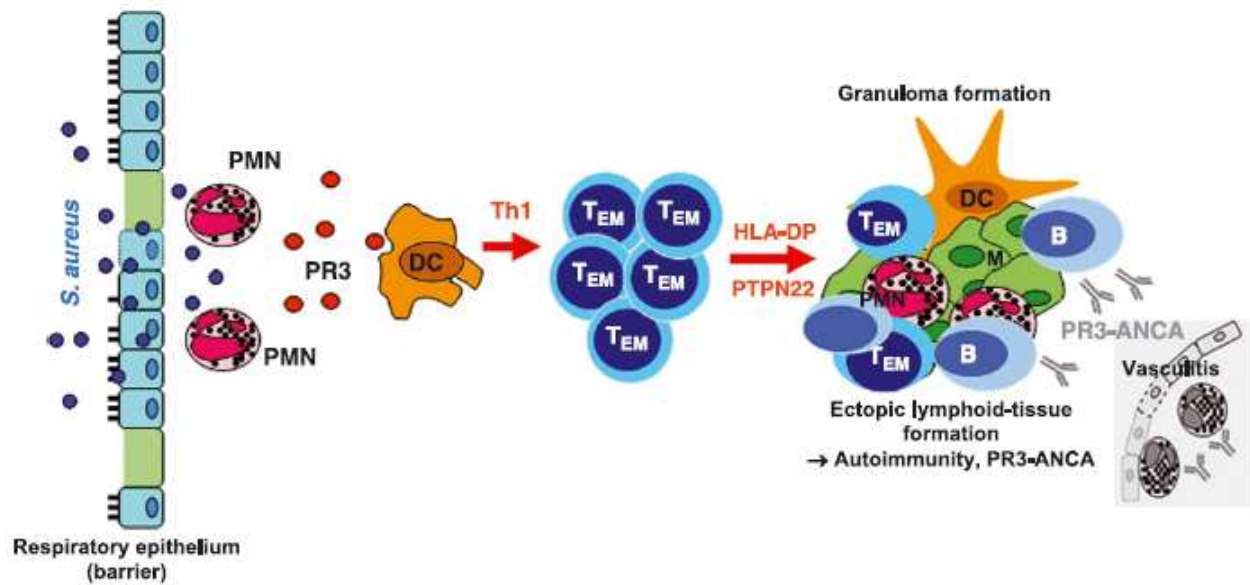 S. aureus
Respiratory epithelium
(barrier)
PMN
PMN
PR3
DC
Th1
TEM
TEM
TEM
TEM
TEM
HLA-DP
PTPN22
Granuloma formation
DC
TEM
B
M
PMN
TEM
B
PR3-ANCA
Vasculitis
Ectopic lymphoid-tissue
formation
→ Autoimmunity, PR3-ANCA